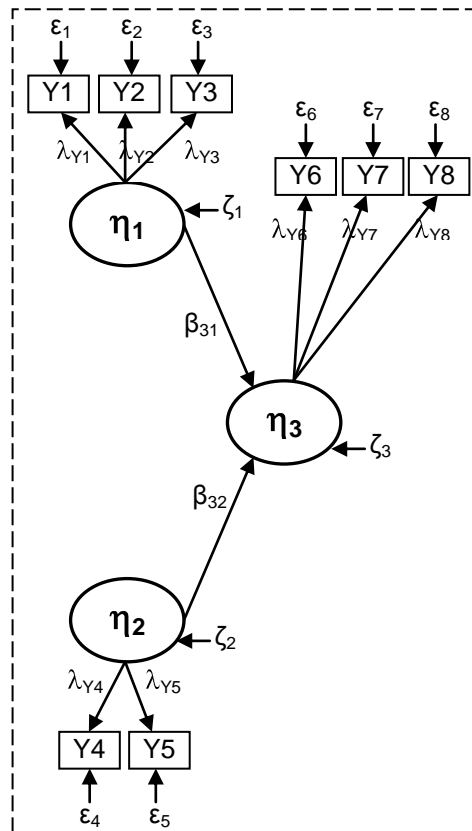 ε₁ ε₂ ε₃
Y1 Y2 Y3
λY1 λY2 λY3
ε₆ ε₇ ε₈
Y6 Y7 Y8
η₁ ζ₁
λY6 λY7 λY8
β₃₁
η₃
ζ₃
β₃₂
η₂ ζ₂
λY4 λY5
Y4 Y5
ε₄ ε₅